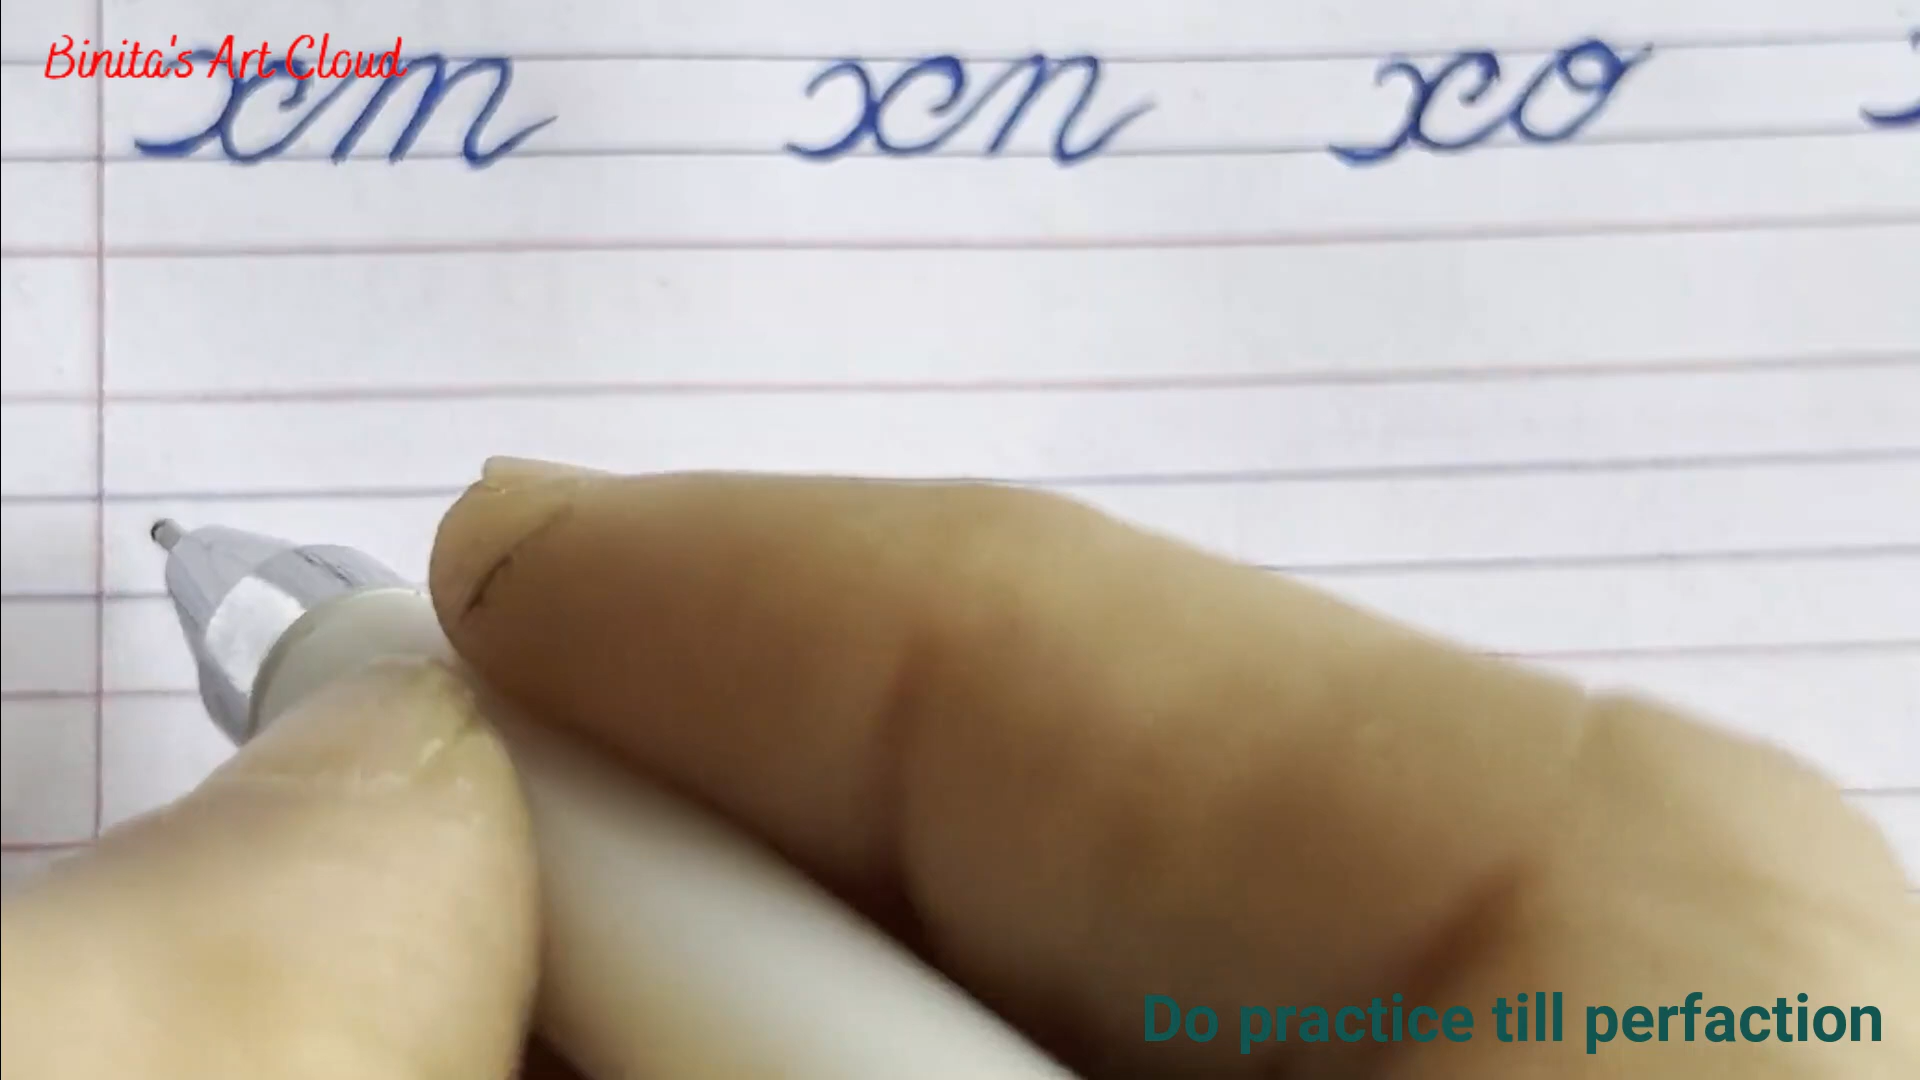 Binita's Art Cloud
xm xn xo
Do practice till perfaction